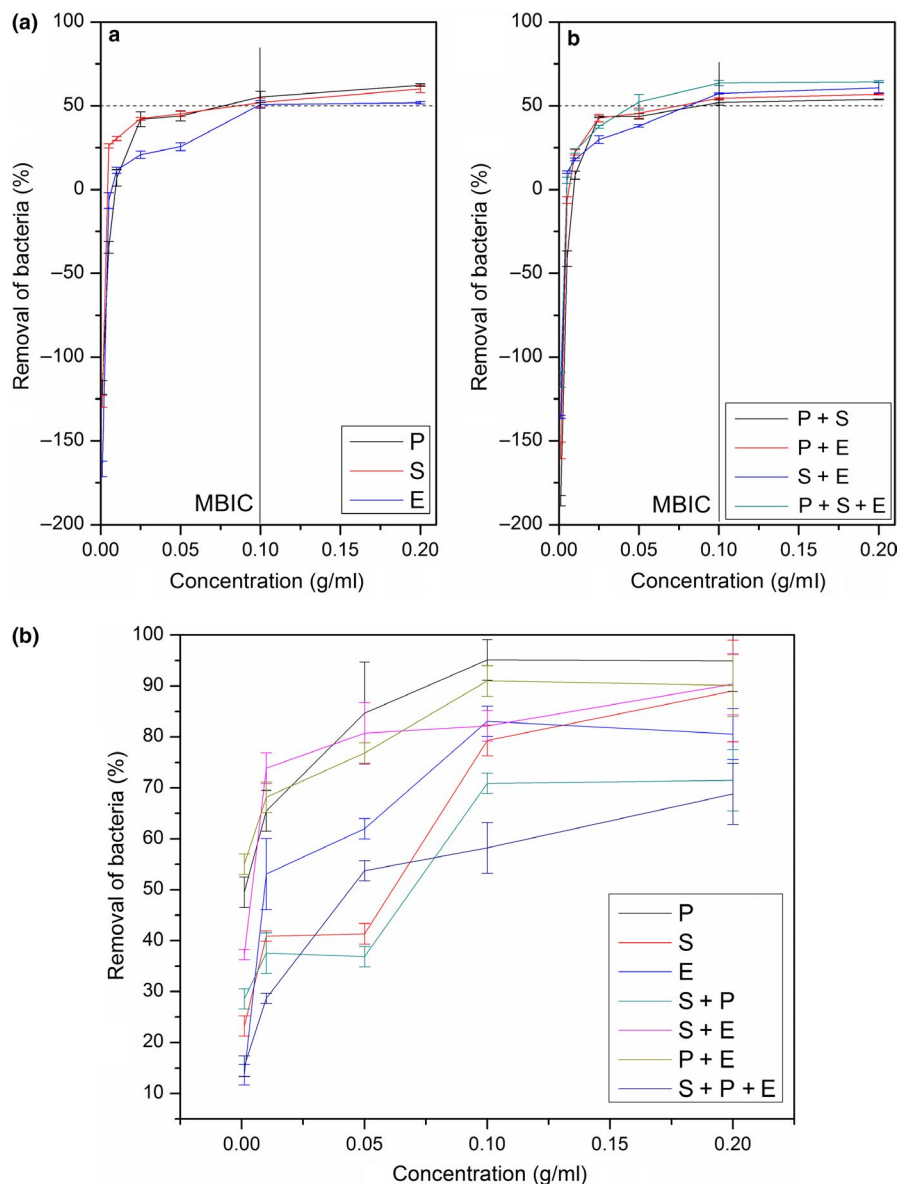 (a)
a
Removal of bacteria (%)
100
50
0
–50
–100
–150
–200
MBIC
P
S
E
0.00 0.05 0.10 0.15 0.20
Concentration (g/ml)
b
Removal of bacteria (%)
100
50
0
–50
–100
–150
–200
MBIC
P + S
P + E
S + E
P + S + E
0.00 0.05 0.10 0.15 0.20
Concentration (g/ml)
(b)
Removal of bacteria (%)
100
90
80
70
60
50
40
30
20
10
P
S
E
S + P
S + E
P + E
S + P + E
0.00 0.05 0.10 0.15 0.20
Concentration (g/ml)